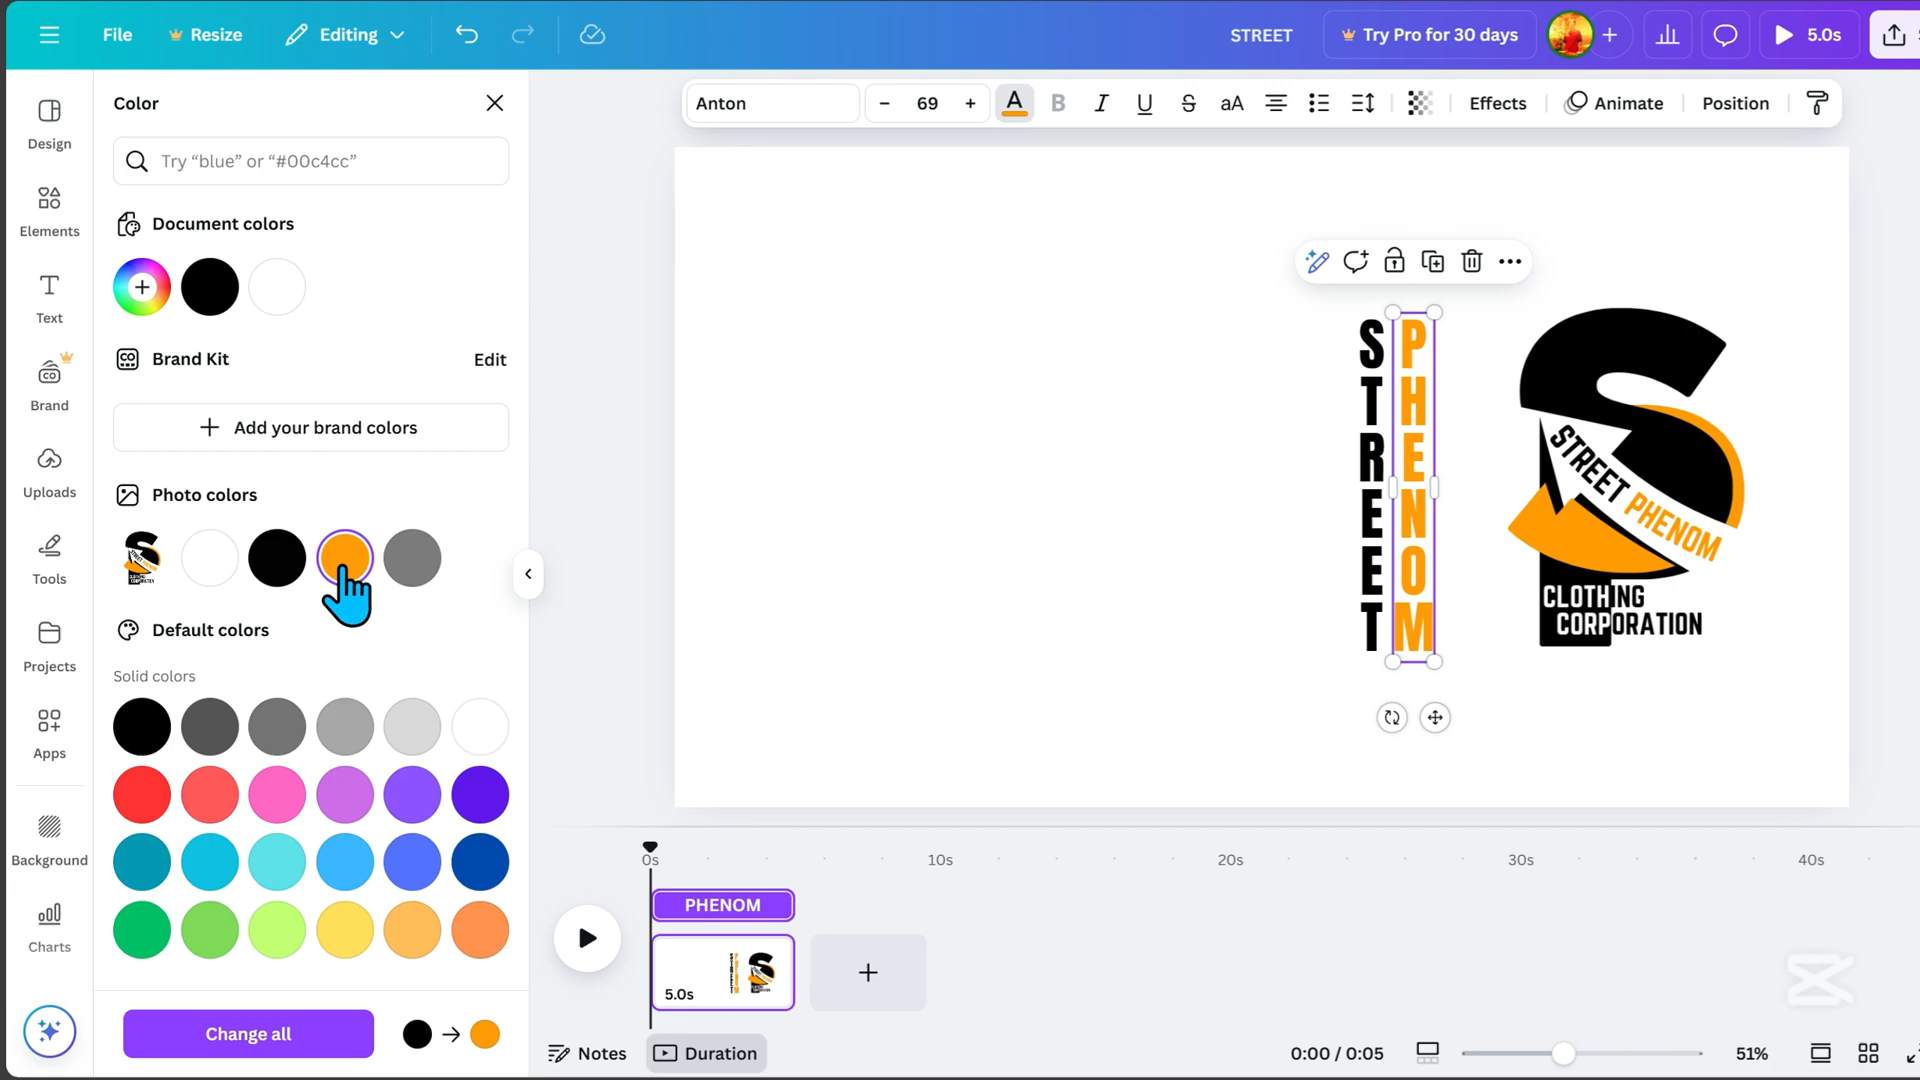 File
Resize
Editing
STREET
Try Pro for 30 days
5.0s
Design
Elements
Text
Brand
Uploads
Tools
Projects
Apps
Background
Charts
Color
Try “blue” or “#00c4cc”
Document colors
Brand Kit
Edit
Add your brand colors
Photo colors
Default colors
Solid colors
Change all
Anton
69
A
B
I
U
S
aA
Effects
Animate
Position
STREET
PHENOM
S
STREET PHENOM
CLOTHING
CORPORATION
0s
10s
20s
30s
40s
PHENOM
5.0s
Notes
Duration
0:00 / 0:05
51%